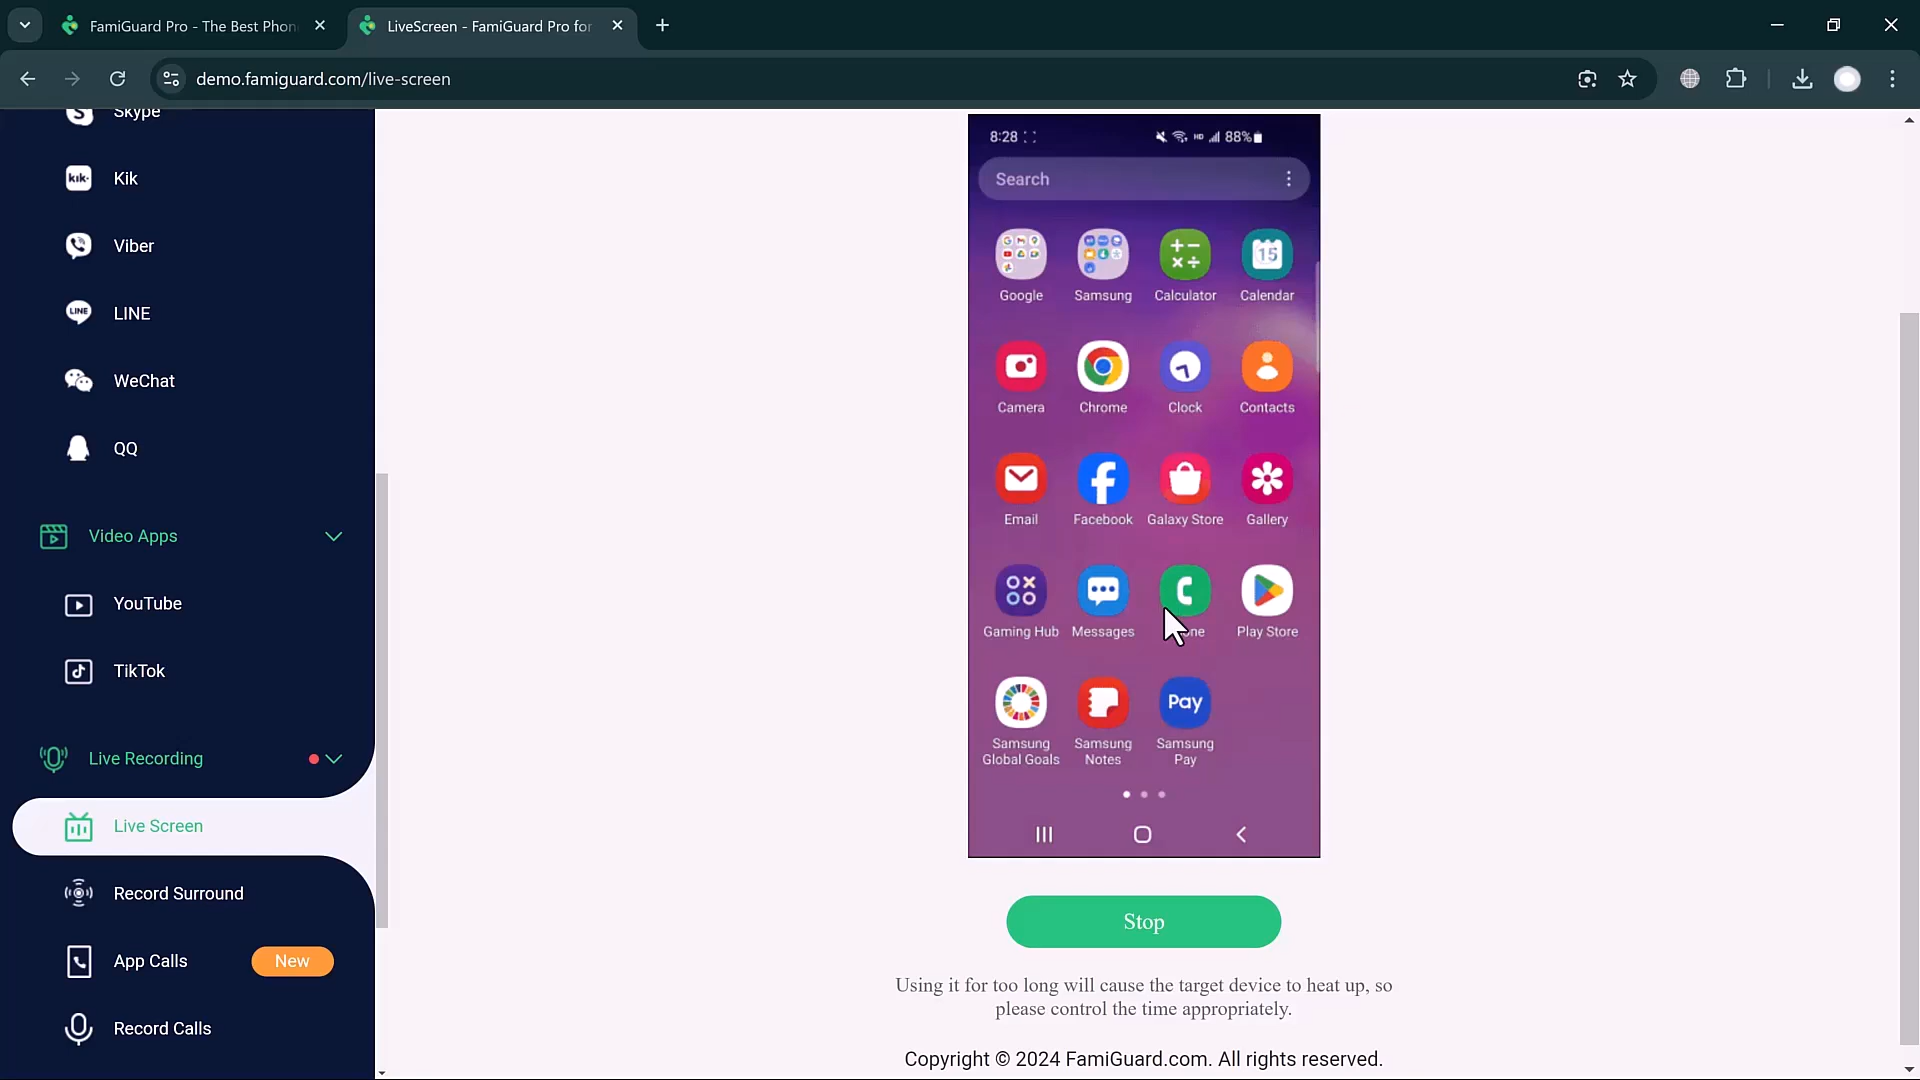 FamiGuard Pro - The Best Phon
LiveScreen - FamiGuard Pro for
demo.famiguard.com/live-screen
Skype
kik.
Kik
Viber
LINE
LINE
WeChat
QQ
Video Apps
YouTube
TikTok
Live Recording
Live Screen
Record Surround
App Calls
New
Record Calls
8:28
HD
88%
Search
15
Google
Samsung
Calculator
Calendar
Camera
Chrome
Clock
Contacts
Email
Facebook
Galaxy Store
Gallery
Gaming Hub
Messages
Play Store
Pay
Samsung
Global Goals
Samsung
Notes
Samsung
Pay
Stop
Using it for too long will cause the target device to heat up, so
please control the time appropriately.
Copyright © 2024 FamiGuard.com. All rights reserved.